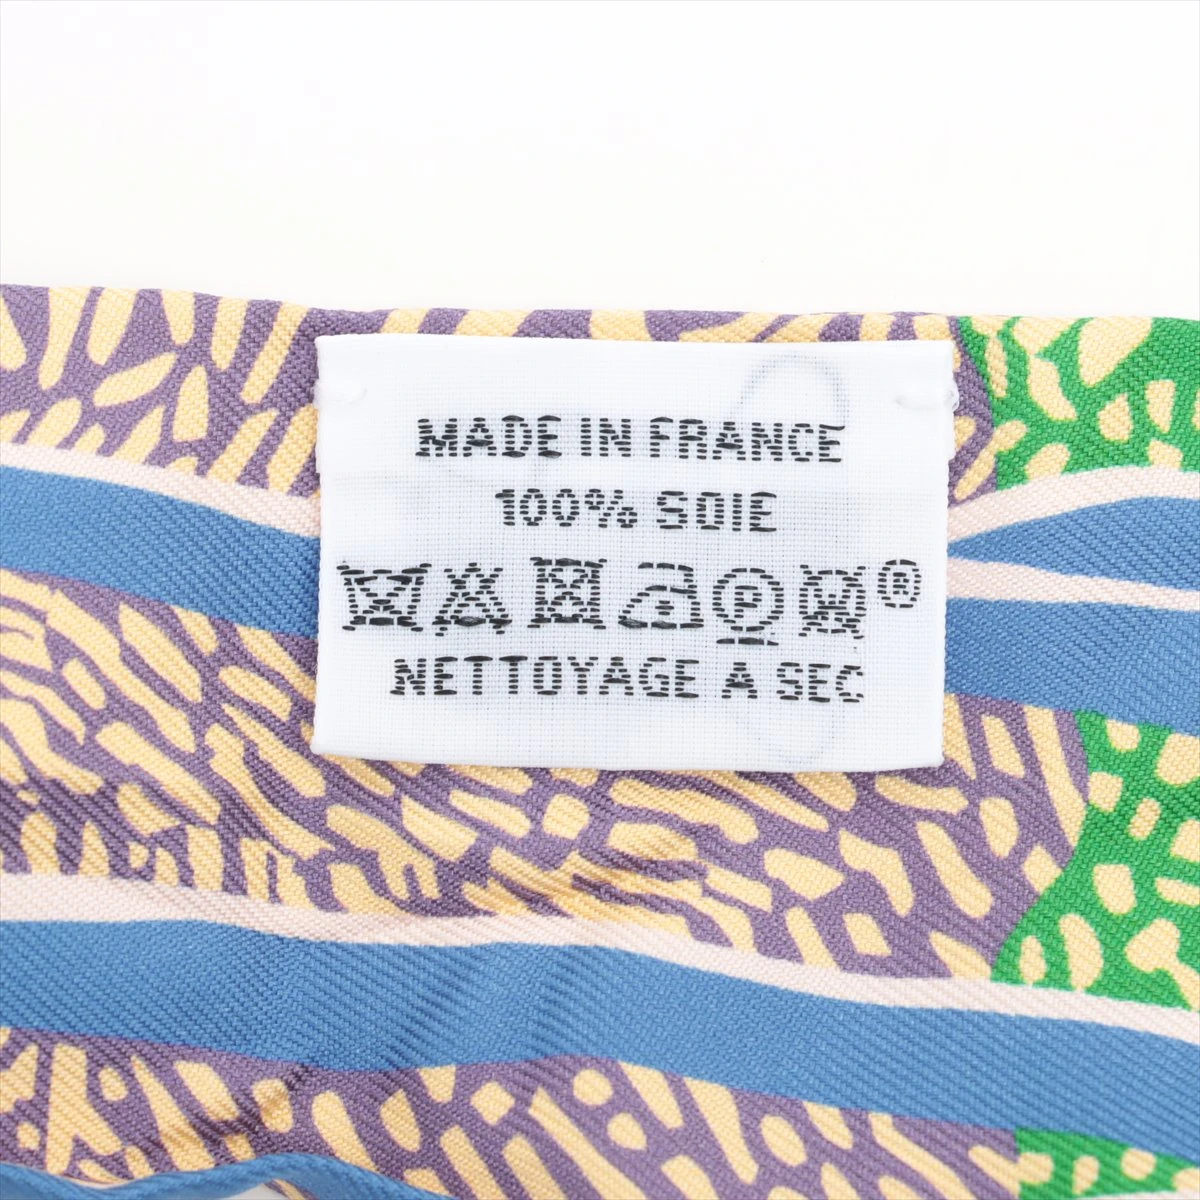 MADE IN FRANCE
100% SOIE
P W ®
NETTOYAGE A SEC